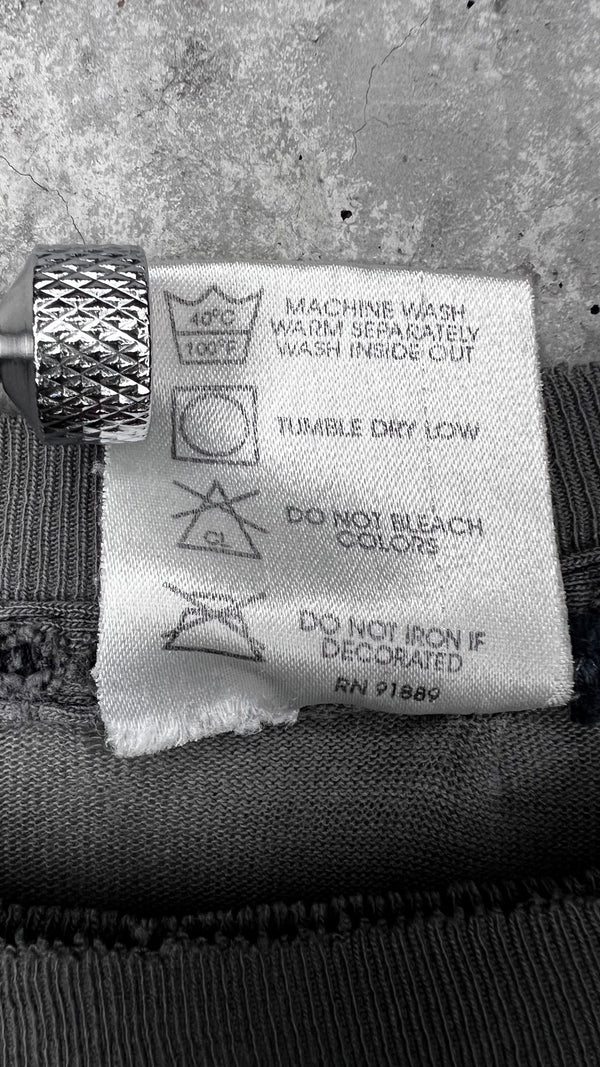 40°C
100°F
MACHINE WASH
WARM SEPARATELY
WASH INSIDE OUT
TUMBLE DRY LOW
CL
DO NOT BLEACH
COLORS
DO NOT IRON IF
DECORATED
RN 91889